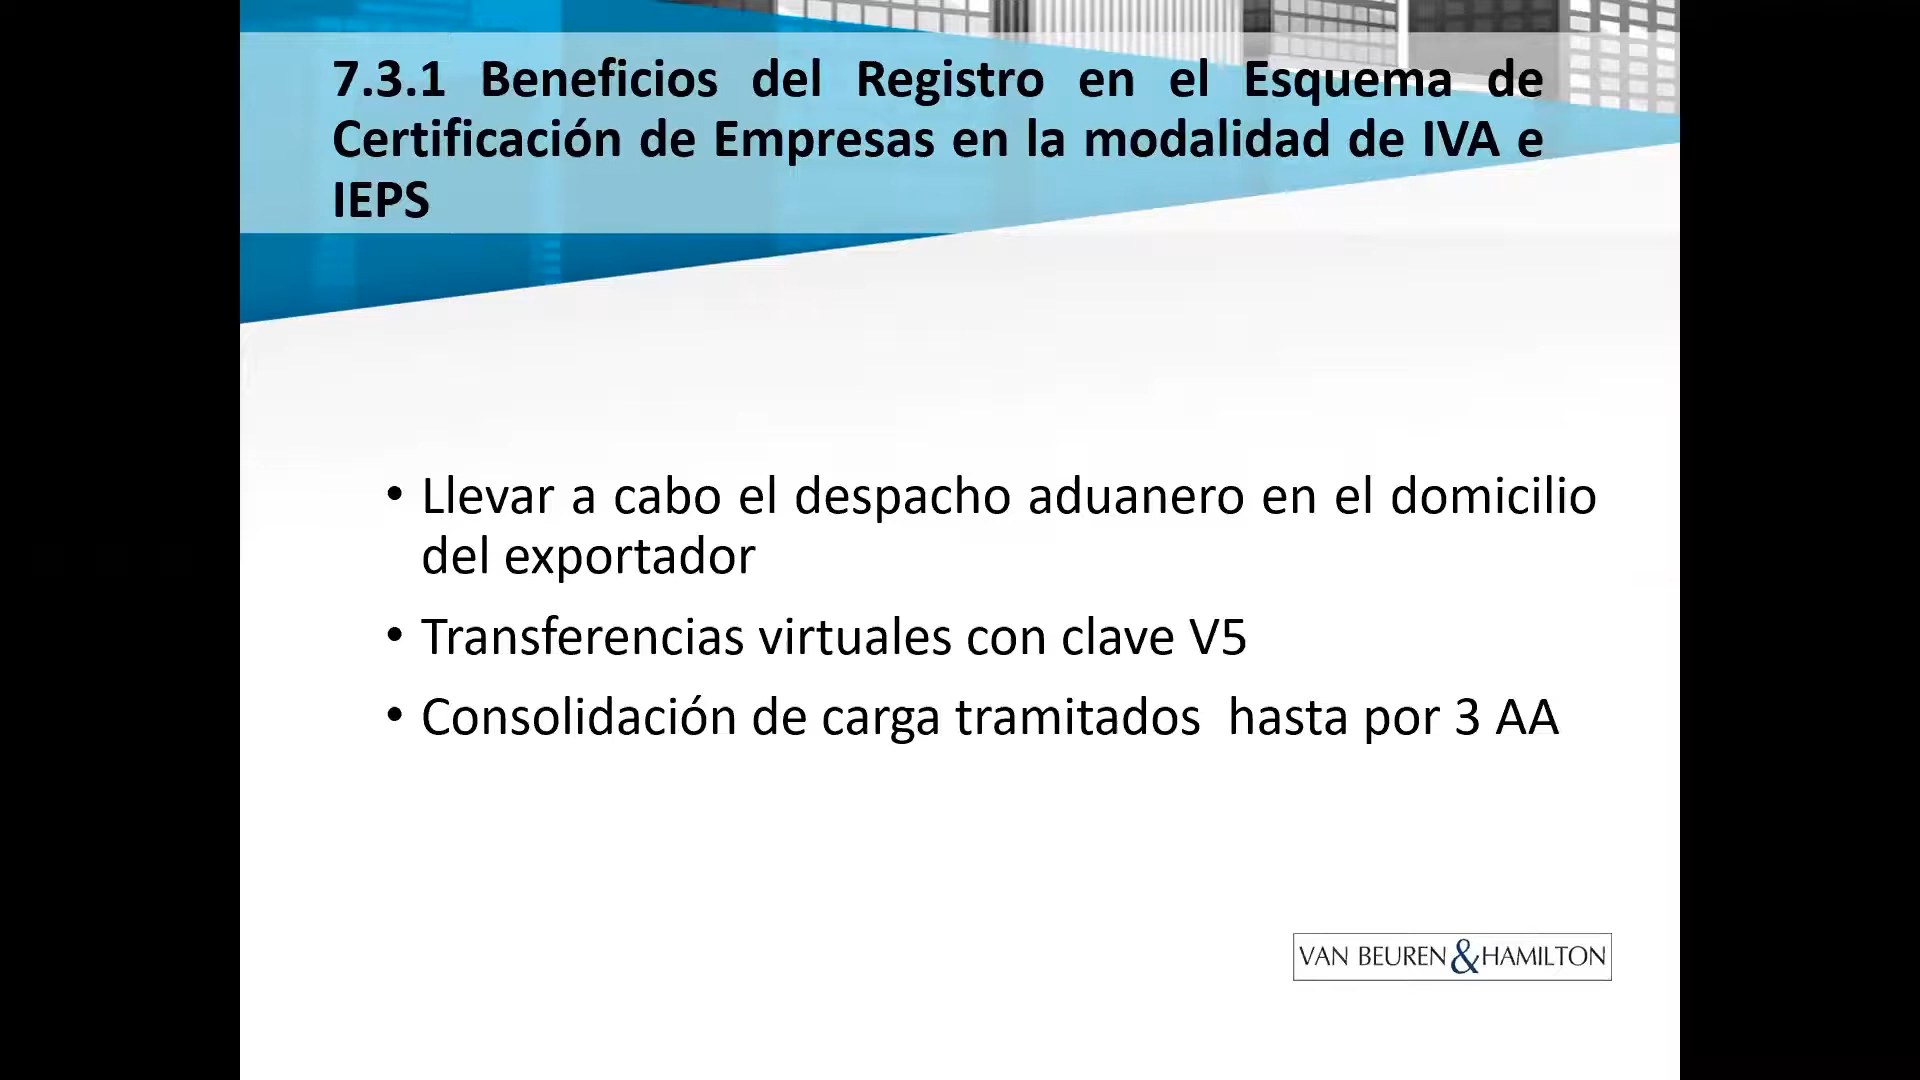 7.3.1 Beneficios del Registro en el Esquema de
Certificación de Empresas en la modalidad de IVA e
IEPS
• Llevar a cabo el despacho aduanero en el domicilio
del exportador
• Transferencias virtuales con clave V5
• Consolidación de carga tramitados  hasta por 3 AA
VAN BEUREN & HAMILTON